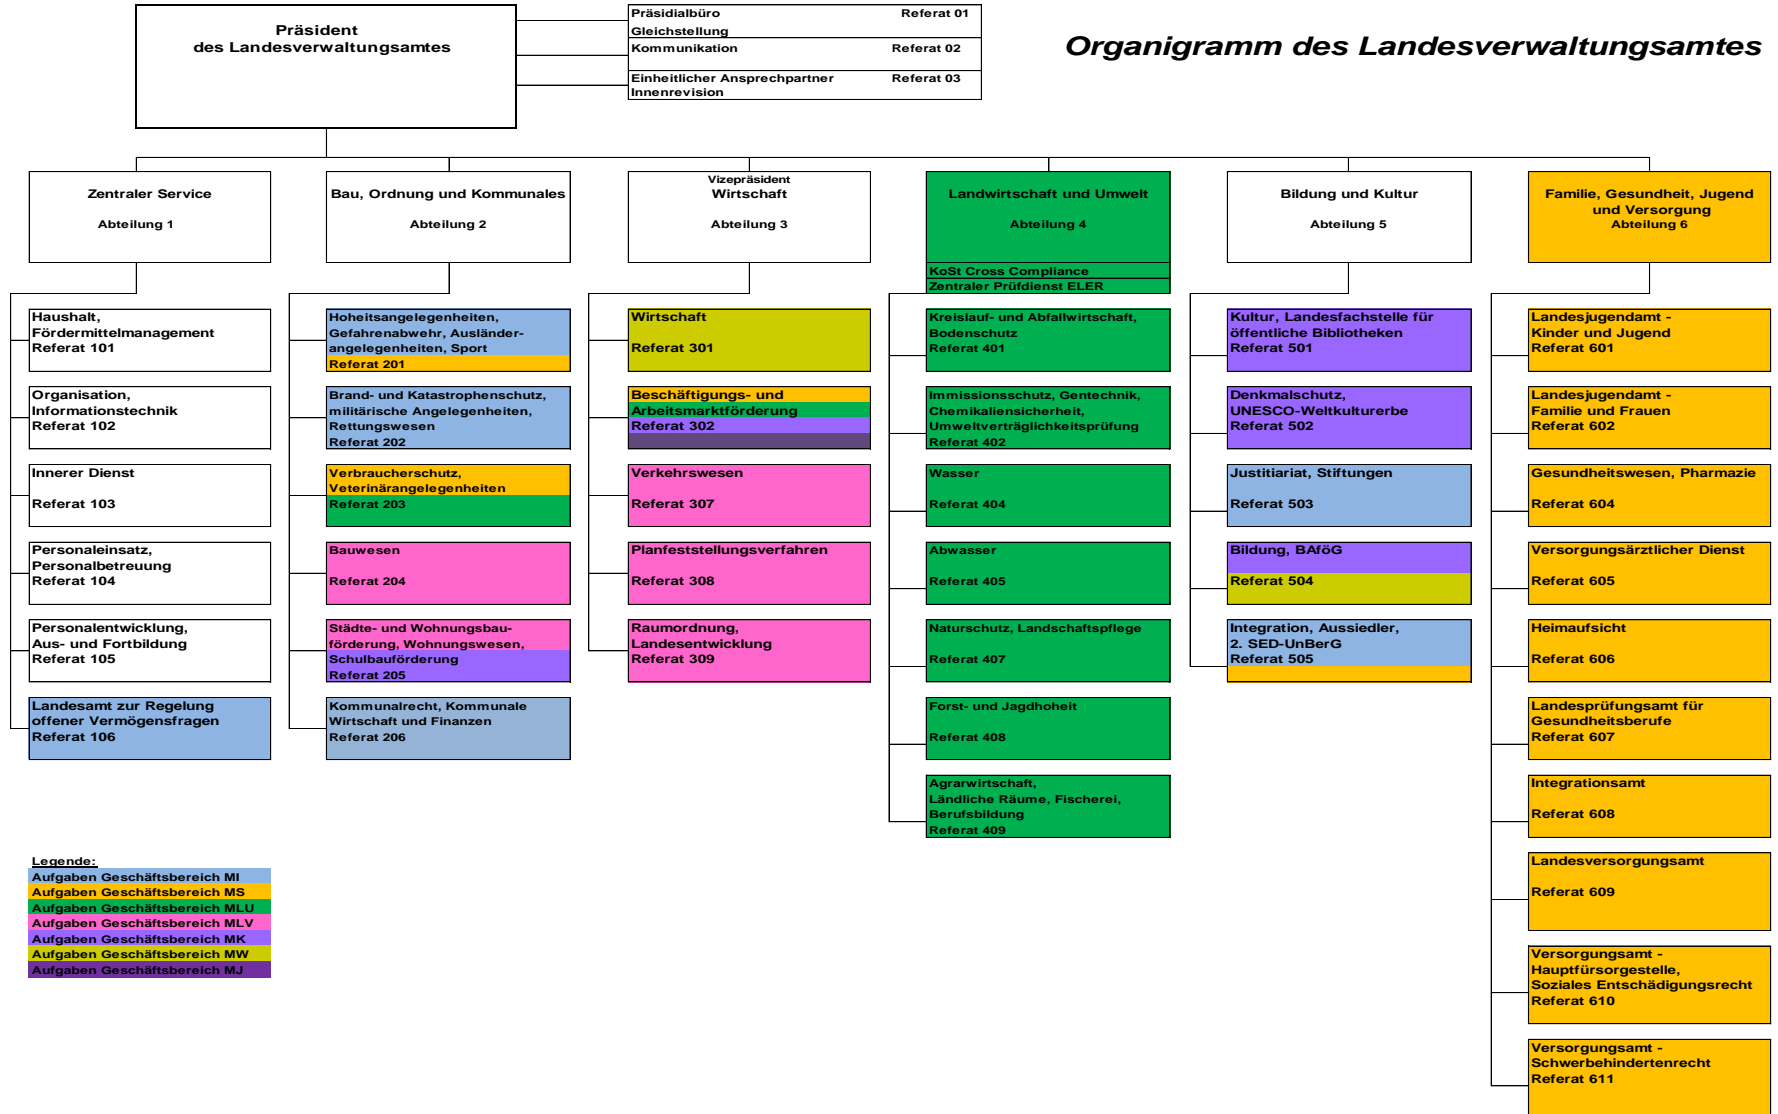 Organigramm des Landesverwaltungsamtes
Präsident
des Landesverwaltungsamtes
Präsidialbüro Referat 01
Gleichstellung
Kommunikation Referat 02
Einheitlicher Ansprechpartner Referat 03
Innenrevision
Zentraler Service
Abteilung 1
Haushalt,
Fördermittelmanagement
Referat 101
Organisation,
Informationstechnik
Referat 102
Innerer Dienst
Referat 103
Personaleinsatz,
Personalbetreuung
Referat 104
Personalentwicklung,
Aus- und Fortbildung
Referat 105
Landesamt zur Regelung
offener Vermögensfragen
Referat 106
Bau, Ordnung und Kommunales
Abteilung 2
Hoheitsangelegenheiten,
Gefahrenabwehr, Ausländer-
angelegenheiten, Sport
Referat 201
Brand- und Katastrophenschutz,
militärische Angelegenheiten,
Rettungswesen
Referat 202
Verbraucherschutz,
Veterinärangelegenheiten
Referat 203
Bauwesen
Referat 204
Städte- und Wohnungsbau-
förderung, Wohnungswesen,
Schulbauförderung
Referat 205
Kommunalrecht, Kommunale
Wirtschaft und Finanzen
Referat 206
Vizepräsident
Wirtschaft
Abteilung 3
Wirtschaft
Referat 301
Beschäftigungs- und
Arbeitsmarktförderung
Referat 302
Verkehrswesen
Referat 307
Planfeststellungsverfahren
Referat 308
Raumordnung,
Landesentwicklung
Referat 309
Landwirtschaft und Umwelt
Abteilung 4
KoSt Cross Compliance
Zentraler Prüfdienst ELER
Kreislauf- und Abfallwirtschaft,
Bodenschutz
Referat 401
Immissionsschutz, Gentechnik,
Chemikaliensicherheit,
Umweltverträglichkeitsprüfung
Referat 402
Wasser
Referat 404
Abwasser
Referat 405
Naturschutz, Landschaftspflege
Referat 407
Forst- und Jagdhoheit
Referat 408
Agrarwirtschaft,
Ländliche Räume, Fischerei,
Berufsbildung
Referat 409
Bildung und Kultur
Abteilung 5
Kultur, Landesfachstelle für
öffentliche Bibliotheken
Referat 501
Denkmalschutz,
UNESCO-Weltkulturerbe
Referat 502
Justitiariat, Stiftungen
Referat 503
Bildung, BAföG
Referat 504
Integration, Aussiedler,
2. SED-UnBerG
Referat 505
Familie, Gesundheit, Jugend
und Versorgung
Abteilung 6
Landesjugendamt -
Kinder und Jugend
Referat 601
Landesjugendamt -
Familie und Frauen
Referat 602
Gesundheitswesen, Pharmazie
Referat 604
Versorgungsärztlicher Dienst
Referat 605
Heimaufsicht
Referat 606
Landesprüfungsamt für
Gesundheitsberufe
Referat 607
Integrationsamt
Referat 608
Landesversorgungsamt
Referat 609
Versorgungsamt -
Hauptfürsorgestelle,
Soziales Entschädigungsrecht
Referat 610
Versorgungsamt -
Schwerbehindertenrecht
Referat 611
Legende:
Aufgaben Geschäftsbereich MI
Aufgaben Geschäftsbereich MS
Aufgaben Geschäftsbereich MLU
Aufgaben Geschäftsbereich MLV
Aufgaben Geschäftsbereich MK
Aufgaben Geschäftsbereich MW
Aufgaben Geschäftsbereich MJ